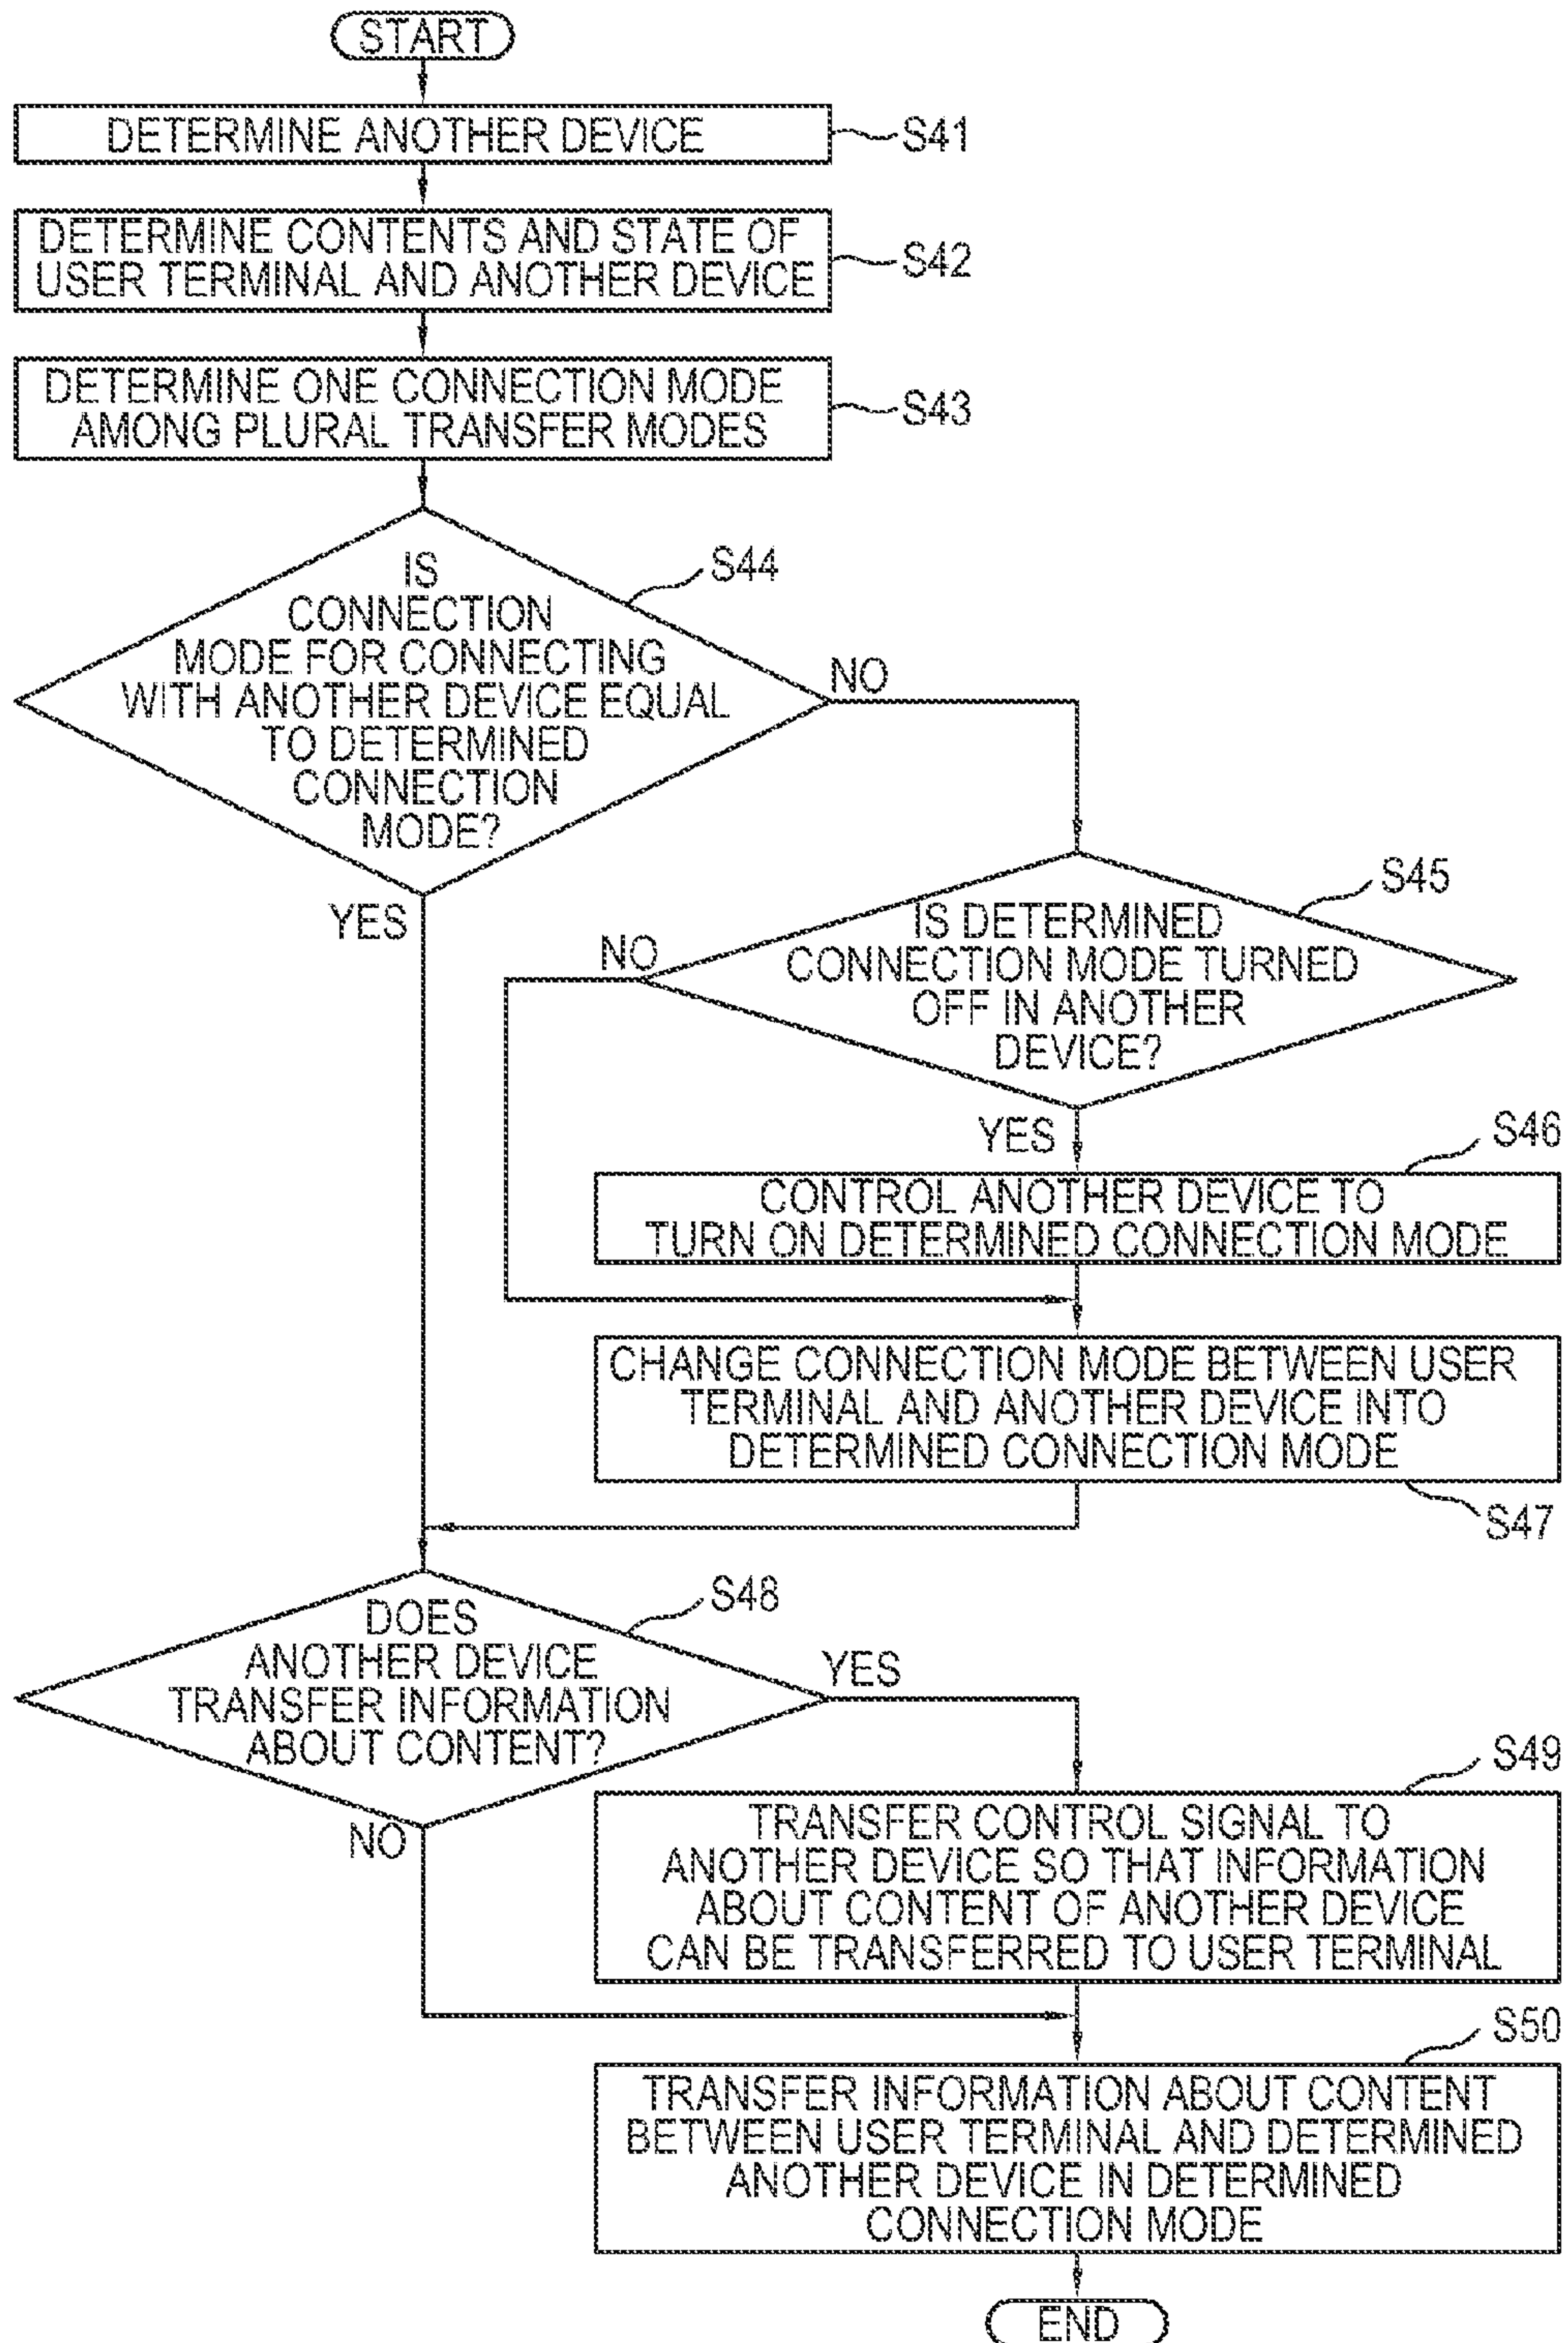 START
DETERMINE ANOTHER DEVICE
S41
DETERMINE CONTENTS AND STATE OF
USER TERMINAL AND ANOTHER DEVICE
S42
DETERMINE ONE CONNECTION MODE
AMONG PLURAL TRANSFER MODES
S43
IS
CONNECTION
MODE FOR CONNECTING
WITH ANOTHER DEVICE EQUAL
TO DETERMINED
CONNECTION
MODE?
S44
NO
YES
IS DETERMINED
CONNECTION MODE TURNED
OFF IN ANOTHER
DEVICE?
S45
NO
YES
CONTROL ANOTHER DEVICE TO
TURN ON DETERMINED CONNECTION MODE
S46
CHANGE CONNECTION MODE BETWEEN USER
TERMINAL AND ANOTHER DEVICE INTO
DETERMINED CONNECTION MODE
S47
DOES
ANOTHER DEVICE
TRANSFER INFORMATION
ABOUT CONTENT?
S48
YES
NO
TRANSFER CONTROL SIGNAL TO
ANOTHER DEVICE SO THAT INFORMATION
ABOUT CONTENT OF ANOTHER DEVICE
CAN BE TRANSFERRED TO USER TERMINAL
S49
TRANSFER INFORMATION ABOUT CONTENT
BETWEEN USER TERMINAL AND DETERMINED
ANOTHER DEVICE IN DETERMINED
CONNECTION MODE
S50
END